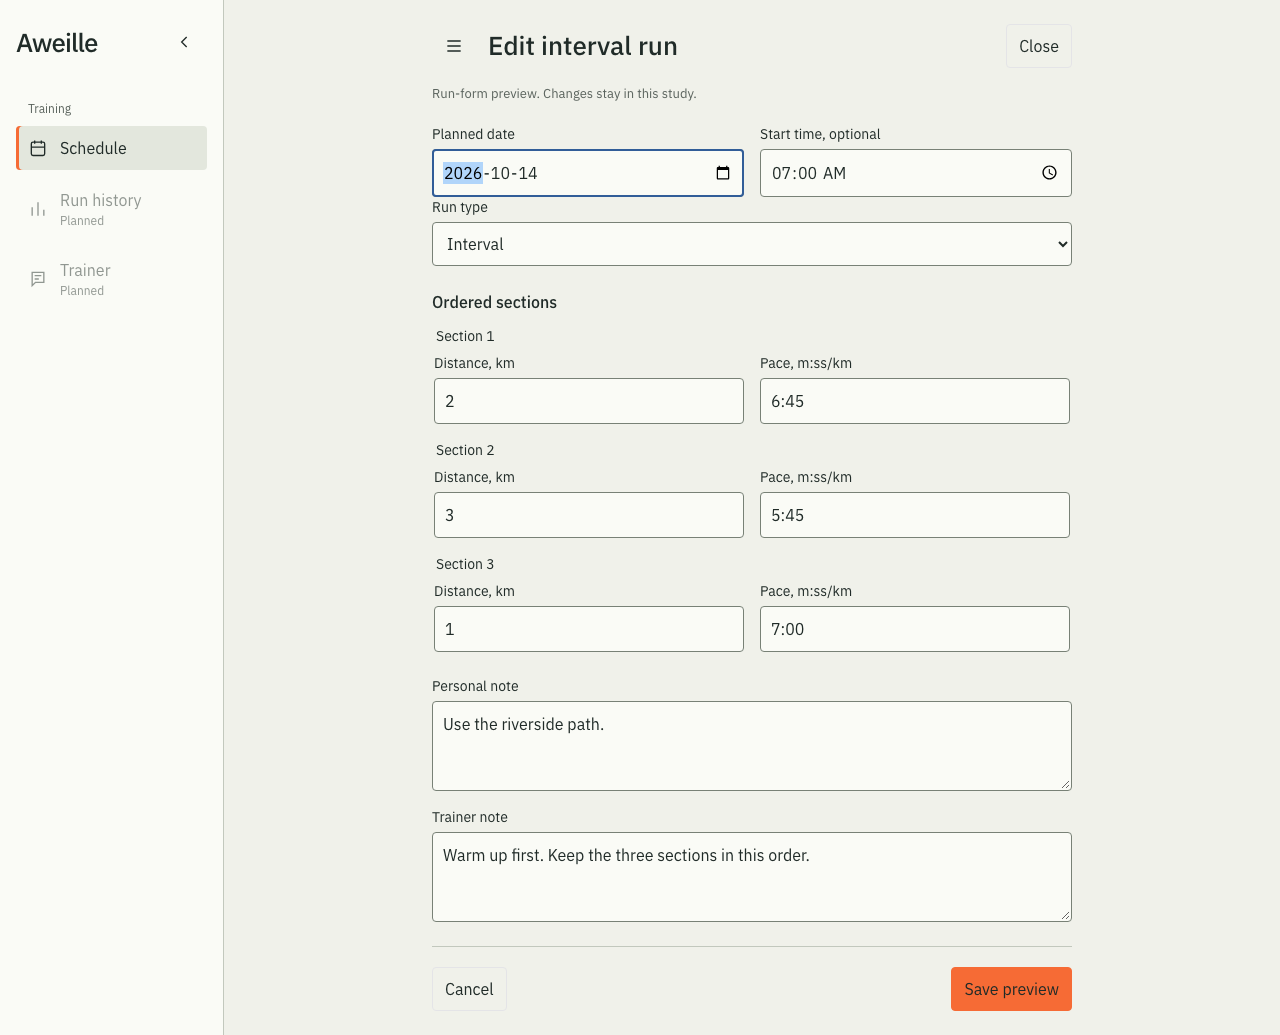 Aweille
Training
Schedule
Run history
Planned
Trainer
Planned
Edit interval run
Close
Run-form preview. Changes stay in this study.
Planned date
Start time, optional
2026-10-14
07:00 AM
Run type
Interval
Ordered sections
Section 1
Distance, km
Pace, m:ss/km
2
6:45
Section 2
Distance, km
Pace, m:ss/km
3
5:45
Section 3
Distance, km
Pace, m:ss/km
1
7:00
Personal note
Use the riverside path.
Trainer note
Warm up first. Keep the three sections in this order.
Cancel
Save preview